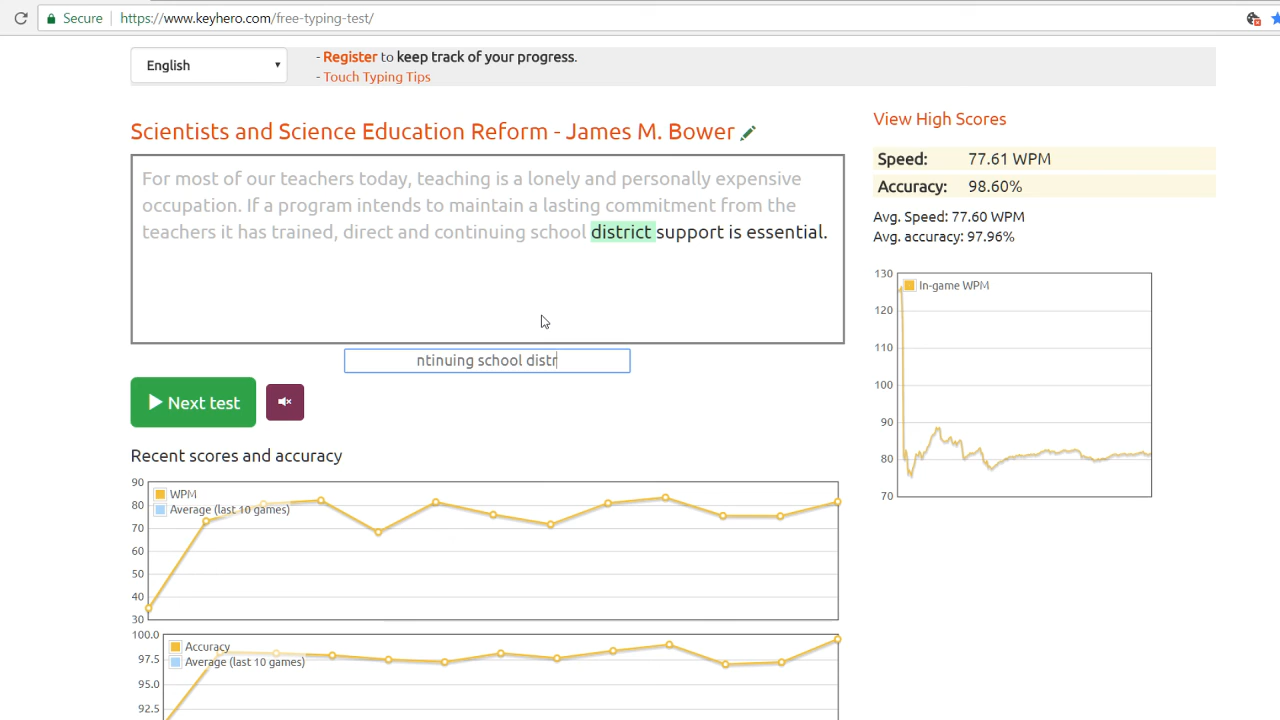 Secure https://www.keyhero.com/free-typing-test/
English
- Register to keep track of your progress.
- Touch Typing Tips
Scientists and Science Education Reform - James M. Bower
For most of our teachers today, teaching is a lonely and personally expensive
occupation. If a program intends to maintain a lasting commitment from the
teachers it has trained, direct and continuing school district support is essential.
ntinuing school distr
Next test
View High Scores
Speed: 77.61 WPM
Accuracy: 98.60%
Avg. Speed: 77.60 WPM
Avg. accuracy: 97.96%
130
120
110
100
90
80
70
In-game WPM
Recent scores and accuracy
90
80
70
60
50
40
30
WPM
Average (last 10 games)
100.0
97.5
95.0
92.5
Accuracy
Average (last 10 games)